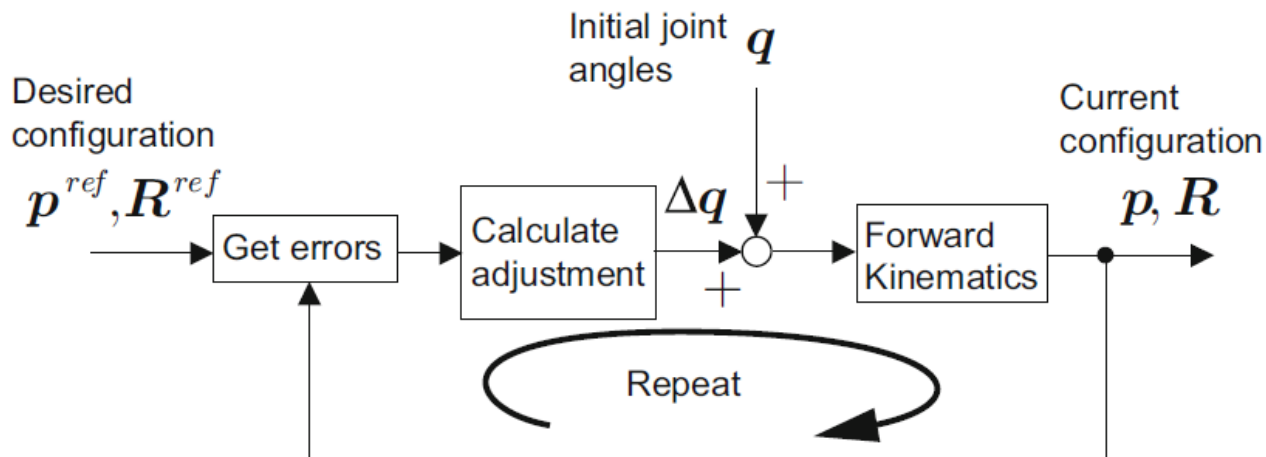 Initial joint
angles q
Desired
configuration
p^ref, R^ref
Current
configuration
p, R
Get errors
Calculate
adjustment
Δq
+
+
Forward
Kinematics
Repeat